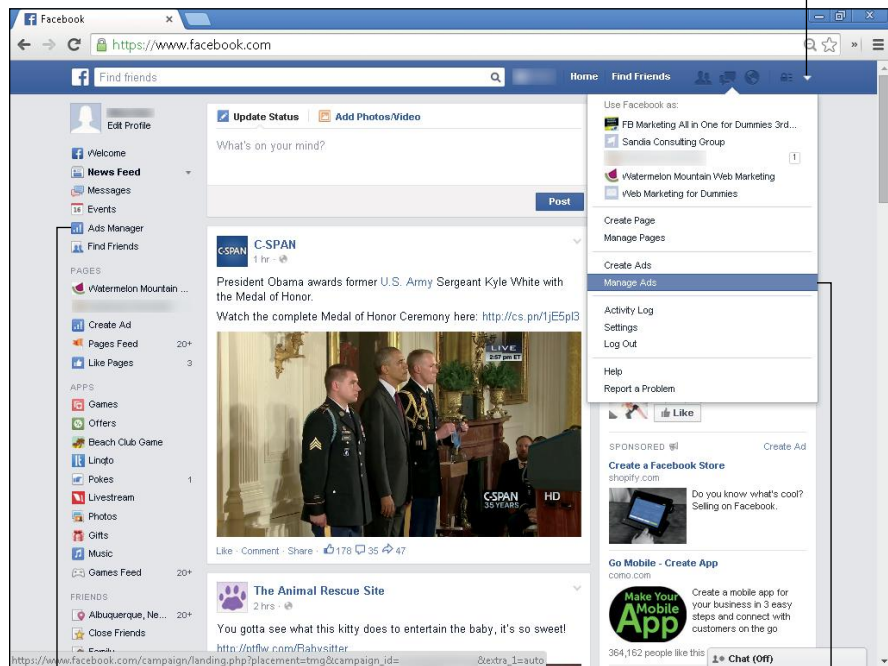 Facebook
https://www.facebook.com
Find friends
Home
Find Friends
Edit Profile
Welcome
News Feed
Messages
16 Events
Ads Manager
Find Friends
PAGES
Watermelon Mountain ...
Create Ad
Pages Feed 20+
Like Pages 3
APPS
Games
Offers
Beach Club Game
Lingto
Pokes 1
Livestream
Photos
Gifts
Music
Games Feed 20+
FRIENDS
Albuquerque, Ne... 20+
Close Friends
Family
Update Status
Add Photos/Video
What's on your mind?
Post
C-SPAN
C-SPAN
1 hr
President Obama awards former U.S. Army Sergeant Kyle White with
the Medal of Honor.
Watch the complete Medal of Honor Ceremony here: http://cs.pn/1jE5pl3
LIVE
2:57 pm ET
C-SPAN
35 YEARS
HD
Like · Comment · Share · 178 35 47
The Animal Rescue Site
2 hrs
You gotta see what this kitty does to entertain the baby, it's so sweet!
http://ptflw.com/Babysitter
Use Facebook as:
FB Marketing All in One for Dummies 3rd...
Sandia Consulting Group
1
Watermelon Mountain Web Marketing
Web Marketing for Dummies
Create Page
Manage Pages
Create Ads
Manage Ads
Activity Log
Settings
Log Out
Help
Report a Problem
Like
SPONSORED
Create Ad
Create a Facebook Store
shopify.com
Do you know what's cool?
Selling on Facebook.
Go Mobile - Create App
como.com
Make Your
Mobile
App
Create a mobile app for
your business in 3 easy
steps and connect with
customers on the go
364,162 people like this
Chat (Off)
https://www.facebook.com/campaign/landing.php?placement=tmg&campaign_id= &extra_1=auto